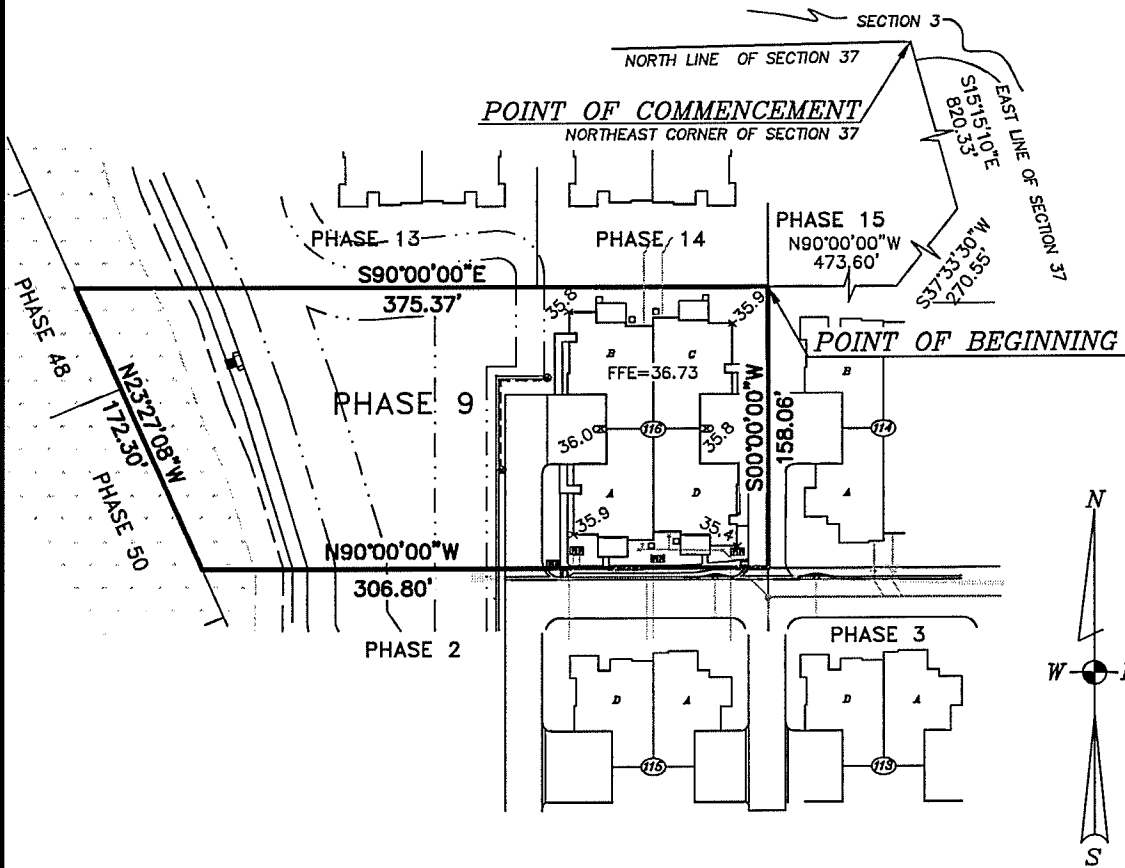 SECTION 3
NORTH LINE OF SECTION 37
POINT OF COMMENCEMENT
NORTHEAST CORNER OF SECTION 37
S15°15'10"E
820.33'
EAST LINE OF SECTION 37
PHASE 13
PHASE 14
PHASE 15
N90°00'00"W
473.60'
S37°33'30"W
270.55'
S90°00'00"E
375.37'
35.8
35.9
POINT OF BEGINNING
PHASE 48
B
C
FFE=36.73
B
N23°27'08"W
172.30'
PHASE 9
S00°00'00"W
158.06'
36.0
116
35.8
114
PHASE 50
A
D
A
35.9
35.4
N90°00'00"W
306.80'
PHASE 2
PHASE 3
D
A
D
A
115
113
N
W
S